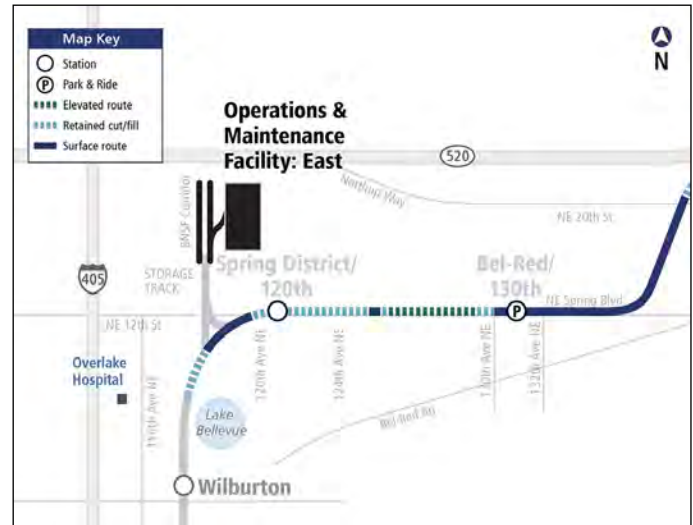 Map Key
Station
P
Park & Ride
Elevated route
Retained cut/fill
Surface route
N
Operations &
Maintenance
Facility: East
520
Northup Way
NE 20th St
BNSF Corridor
405
STORAGE
TRACK
Spring District/
120th
Bel-Red/
130th
NE Spring Blvd
P
NE 12th St
120th Ave NE
124th Ave NE
130th Ave NE
132th Ave NE
Overlake
Hospital
116th Ave NE
Lake
Bellevue
Bel-Red Rd
Wilburton